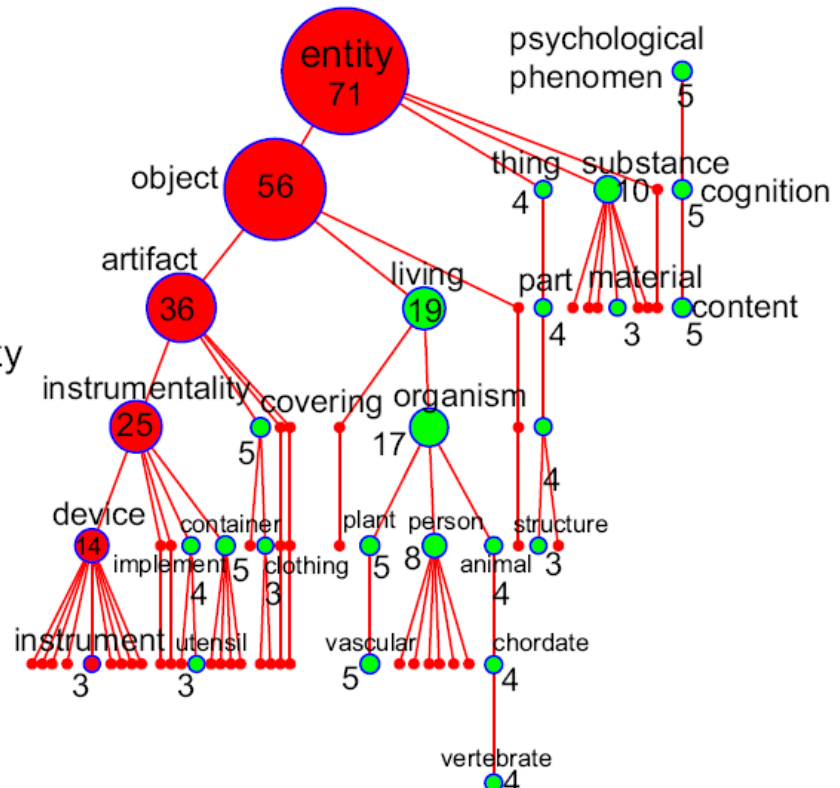 entity
71
psychological
phenomen
5
object
56
thing
4
substance
10
cognition
5
artifact
36
living
19
part
4
material
3
content
5
ty
instrumentality
25
covering
5
organism
17
4
device
14
container
5
implement
4
clothing
3
plant
5
person
8
animal
4
structure
3
instrument
3
utensil
3
vascular
5
chordate
4
vertebrate
4